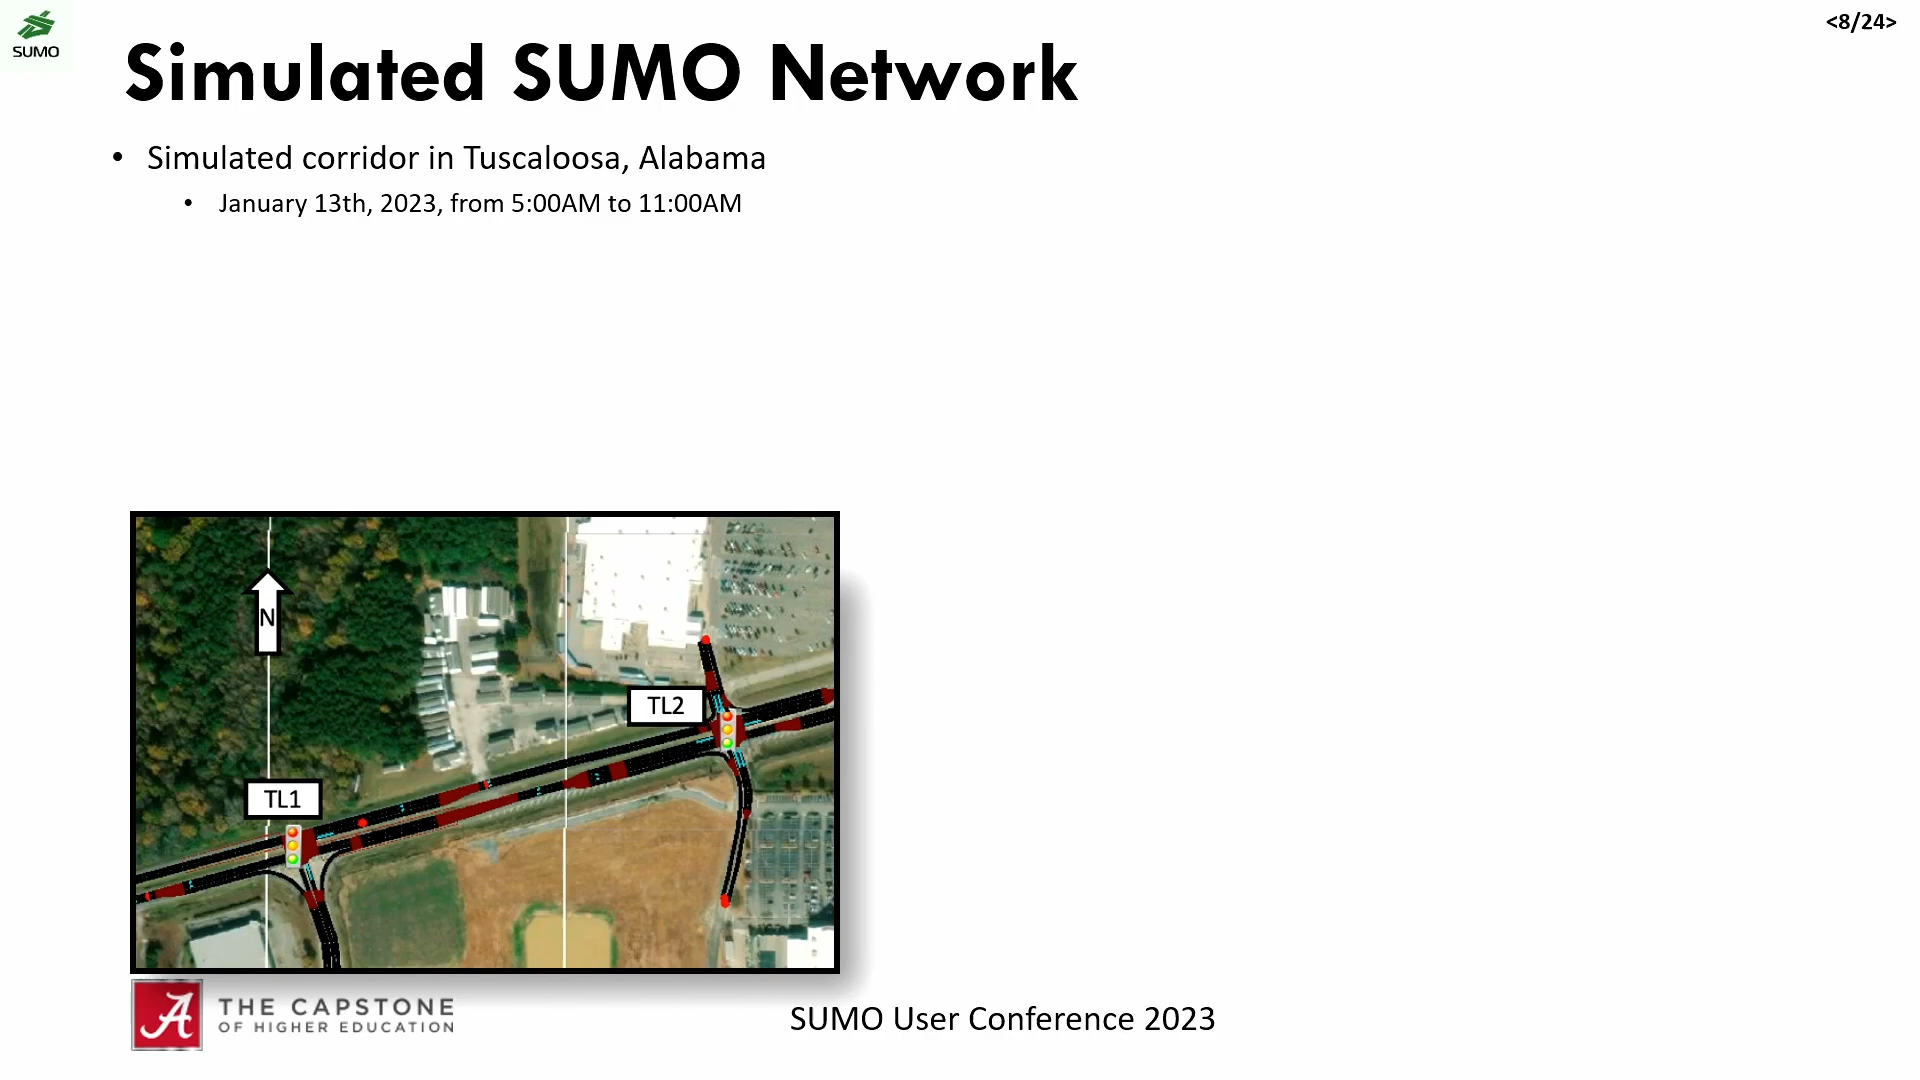 SUMO
<8/24>
Simulated SUMO Network
• Simulated corridor in Tuscaloosa, Alabama
• January 13th, 2023, from 5:00AM to 11:00AM
N
TL2
TL1
A THE CAPSTONE
OF HIGHER EDUCATION
SUMO User Conference 2023